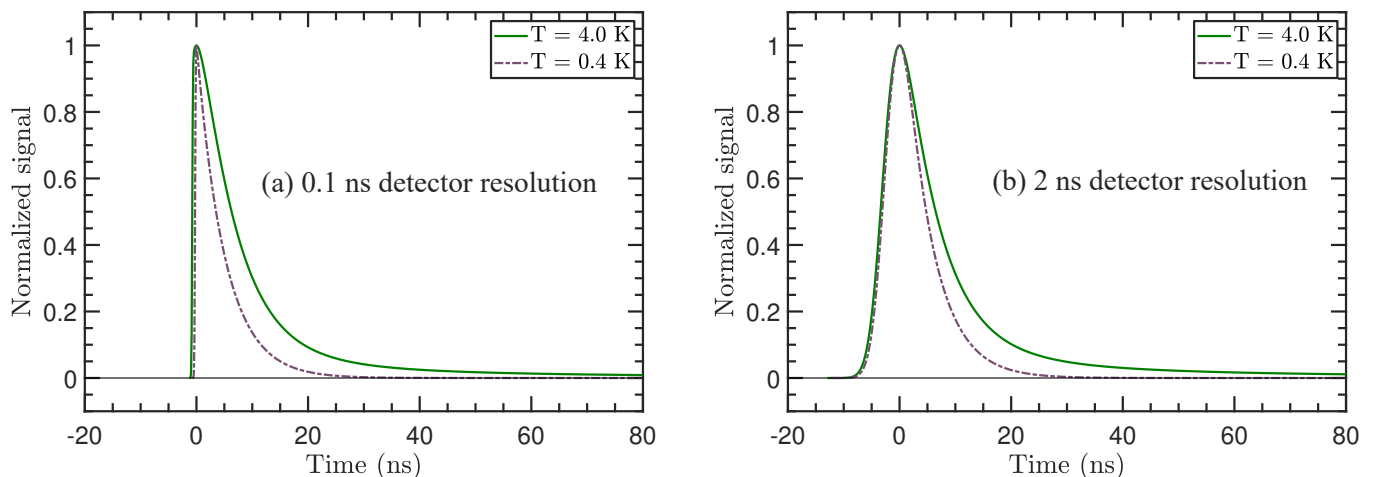 T = 4.0 K
T = 0.4 K
(a) 0.1 ns detector resolution
Normalized signal
1
0.8
0.6
0.4
0.2
0
-20 0 20 40 60 80
Time (ns)
T = 4.0 K
T = 0.4 K
(b) 2 ns detector resolution
Normalized signal
1
0.8
0.6
0.4
0.2
0
-20 0 20 40 60 80
Time (ns)